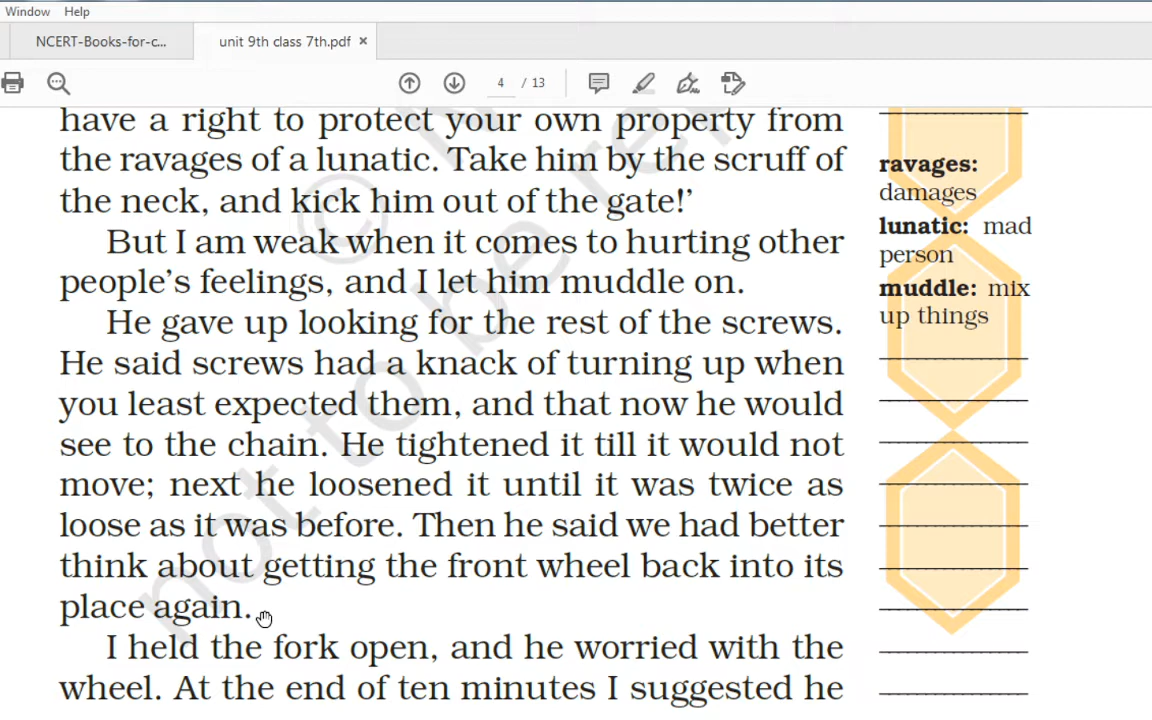 Window Help
NCERT-Books-for-c... unit 9th class 7th.pdf ×
4 / 13
have a right to protect your own property from
the ravages of a lunatic. Take him by the scruff of
the neck, and kick him out of the gate!’
But I am weak when it comes to hurting other
people’s feelings, and I let him muddle on.
He gave up looking for the rest of the screws.
He said screws had a knack of turning up when
you least expected them, and that now he would
see to the chain. He tightened it till it would not
move; next he loosened it until it was twice as
loose as it was before. Then he said we had better
think about getting the front wheel back into its
place again.
I held the fork open, and he worried with the
wheel. At the end of ten minutes I suggested he
ravages:
damages
lunatic: mad
person
muddle: mix
up things
©
not to be rep